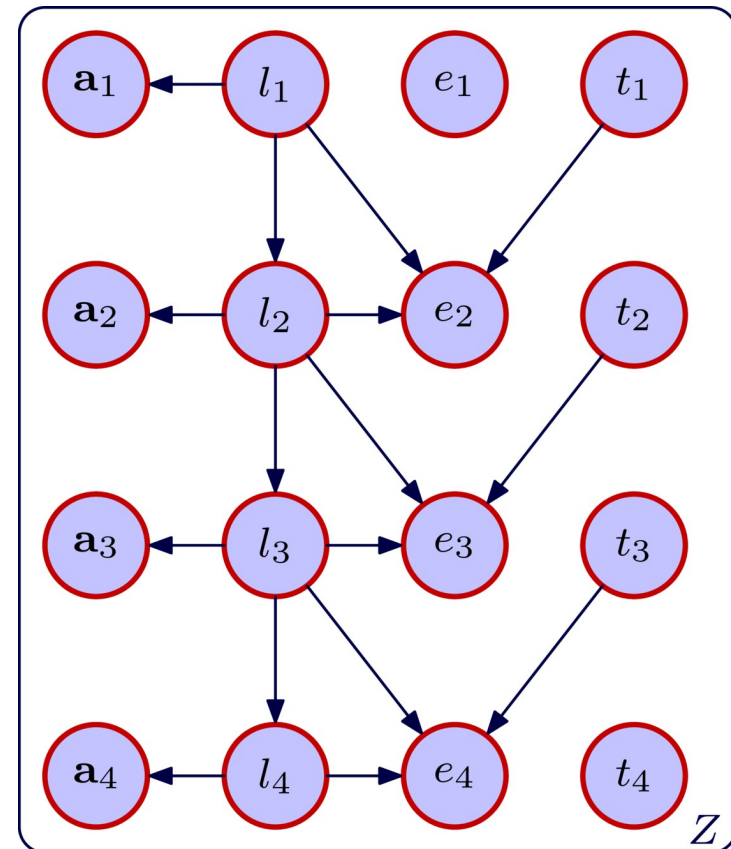 a₁ l₁ e₁ t₁
a₂ l₂ e₂ t₂
a₃ l₃ e₃ t₃
a₄ l₄ e₄ t₄
Z